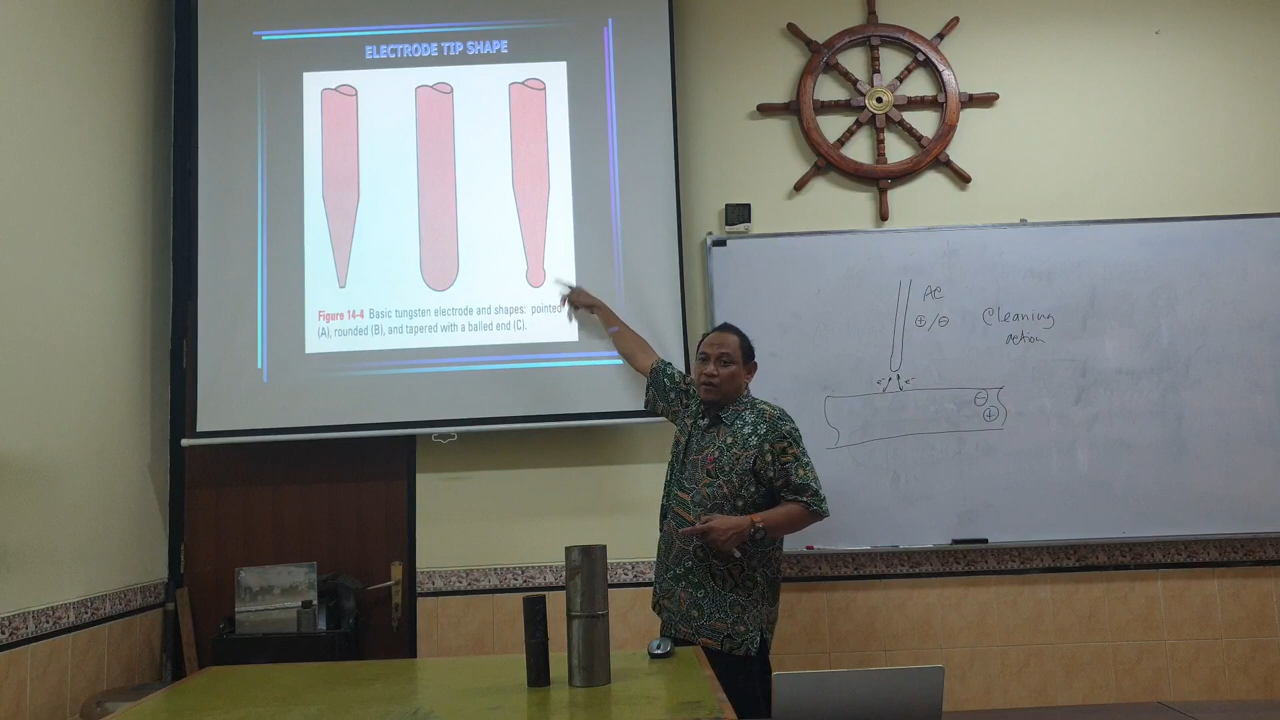 ELECTRODE TIP SHAPE
Figure 14-4 Basic tungsten electrode and shapes: pointed
(A), rounded (B), and tapered with a balled end (C).
AC
⊕/⊖
Cleaning
action
e⁻ e⁻
⊖
⊕